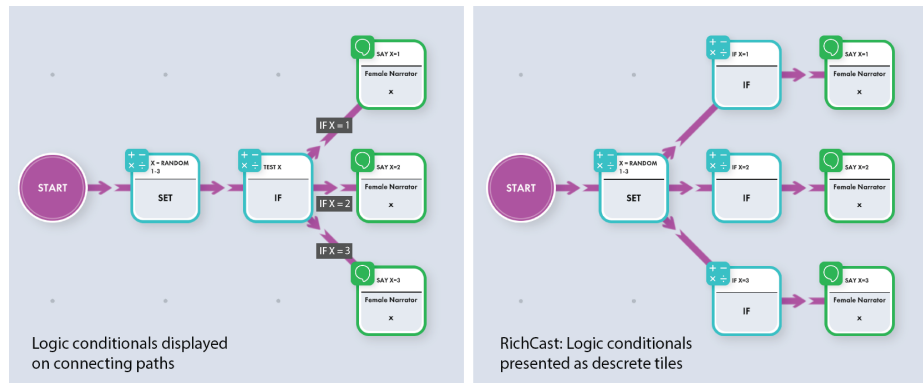 SAY X=1
Female Narrator
x
IF X = 1
START
X = RANDOM
1-3
SET
TEST X
IF
SAY X=2
Female Narrator
x
IF X = 2
IF X = 3
SAY X=3
Female Narrator
x
Logic conditionals displayed
on connecting paths
IF X=1
IF
SAY X=1
Female Narrator
x
START
X = RANDOM
1-3
SET
IF X=2
IF
SAY X=2
Female Narrator
x
IF X=3
IF
SAY X=3
Female Narrator
x
RichCast: Logic conditionals
presented as descrete tiles